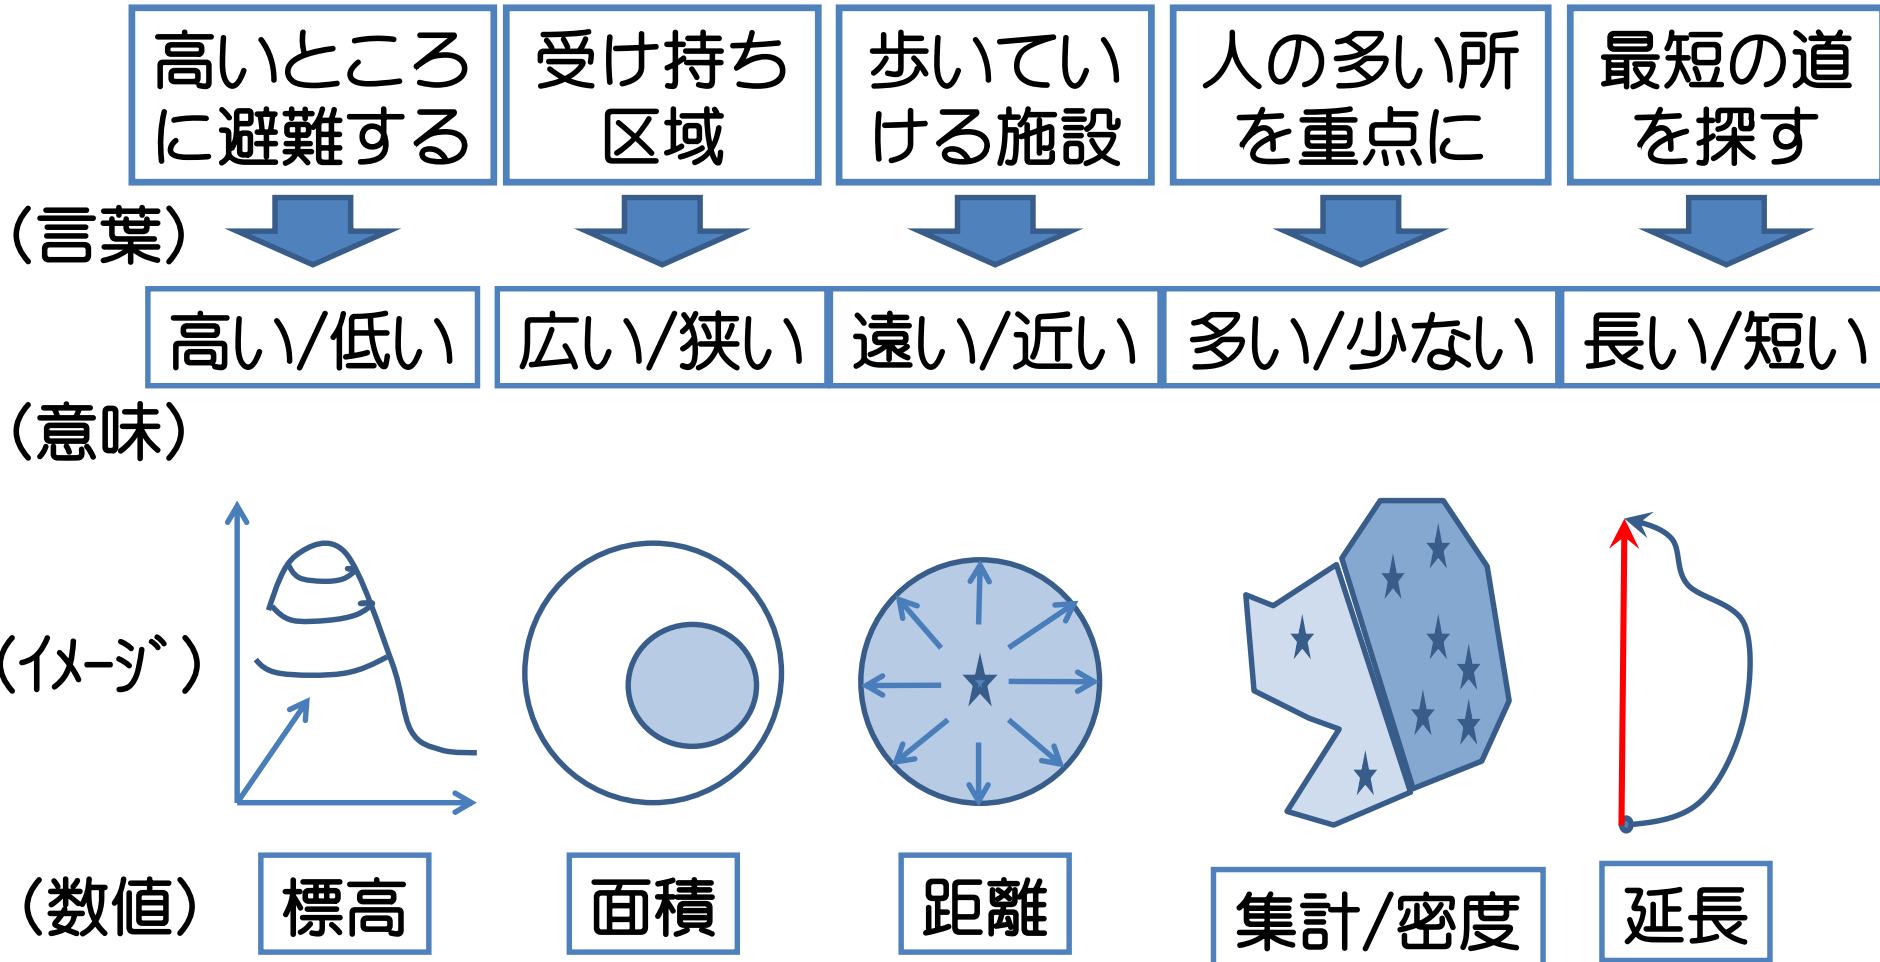 高いところ
に避難する
受け持ち
区域
歩いてい
ける施設
人の多い所
を重点に
最短の道
を探す
(言葉)
高い/低い
広い/狭い
遠い/近い
多い/少ない
長い/短い
(意味)
(イメージ)
(数値)
標高
面積
距離
集計/密度
延長